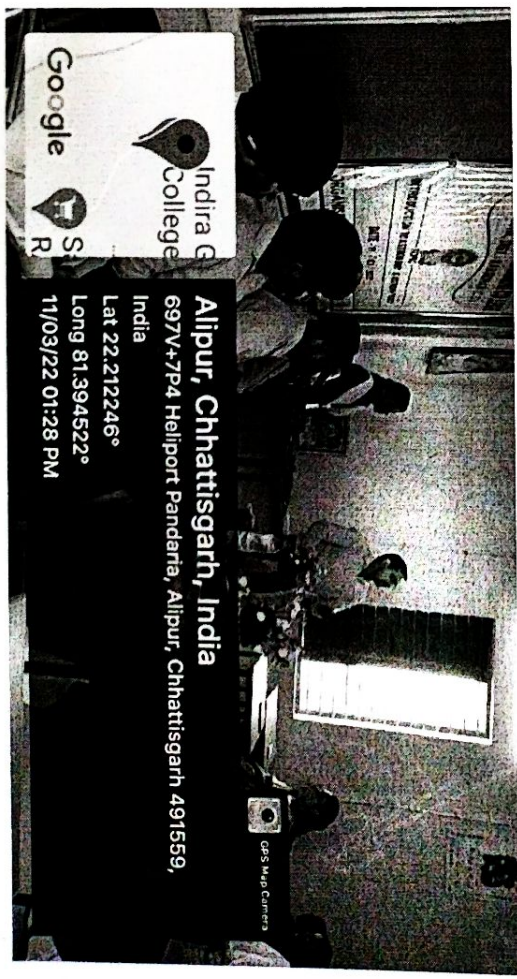 Indira G
College
Google
S
R
GPS Map Camera
Alipur, Chhattisgarh, India
697V+7P4 Heliport Pandaria, Alipur, Chhattisgarh 491559,
India
Lat 22.212246°
Long 81.394522°
11/03/22 01:28 PM